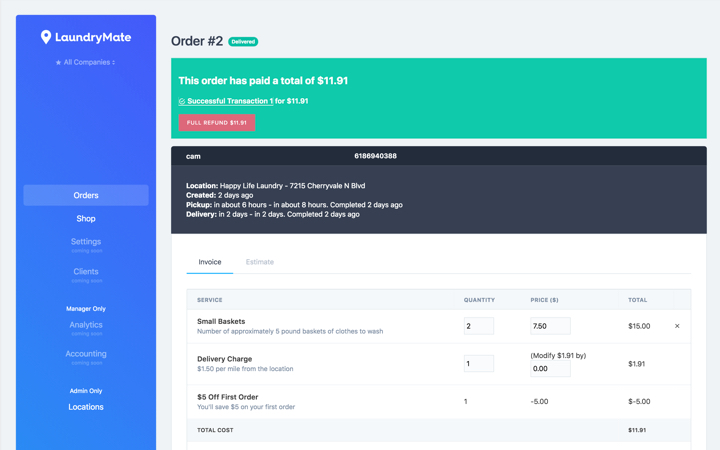 LaundryMate
★ All Companies
Orders
Shop
Settings
coming soon
Clients
coming soon
Manager Only
Analytics
coming soon
Accounting
coming soon
Admin Only
Locations
Order #2 Delivered
This order has paid a total of $11.91
Successful Transaction 1 for $11.91
FULL REFUND $11.91
cam 6186940388
Location: Happy Life Laundry - 7215 Cherryvale N Blvd
Created: 2 days ago
Pickup: in about 6 hours - in about 8 hours. Completed 2 days ago
Delivery: in 2 days - in 2 days. Completed 2 days ago
Invoice Estimate
SERVICE QUANTITY PRICE ($) TOTAL
Small Baskets 2 7.50 $15.00 ×
Number of approximately 5 pound baskets of clothes to wash
Delivery Charge 1 (Modify $1.91 by) $1.91
$1.50 per mile from the location 0.00
$5 Off First Order 1 -5.00 $-5.00
You'll save $5 on your first order
TOTAL COST $11.91